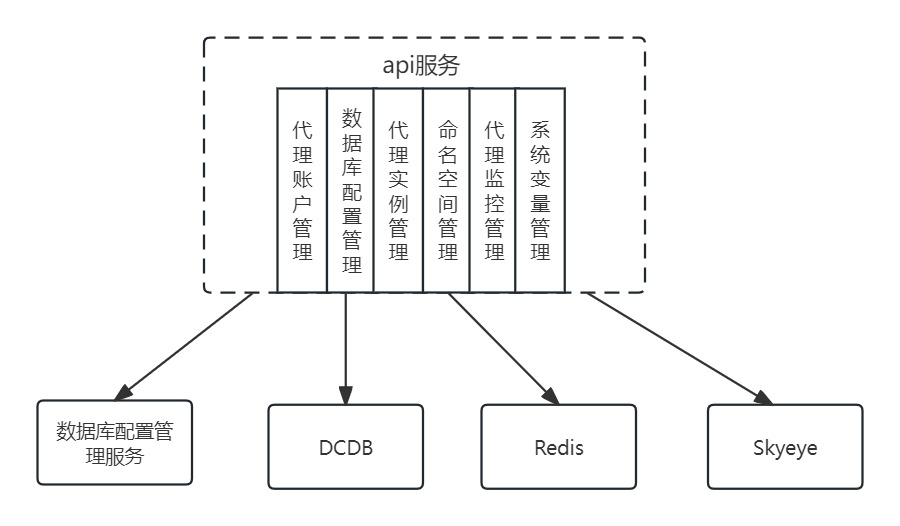 api服务
代理账户管理
数据库配置管理
代理实例管理
命名空间管理
代理监控管理
系统变量管理
数据库配置管
理服务
DCDB
Redis
Skyeye